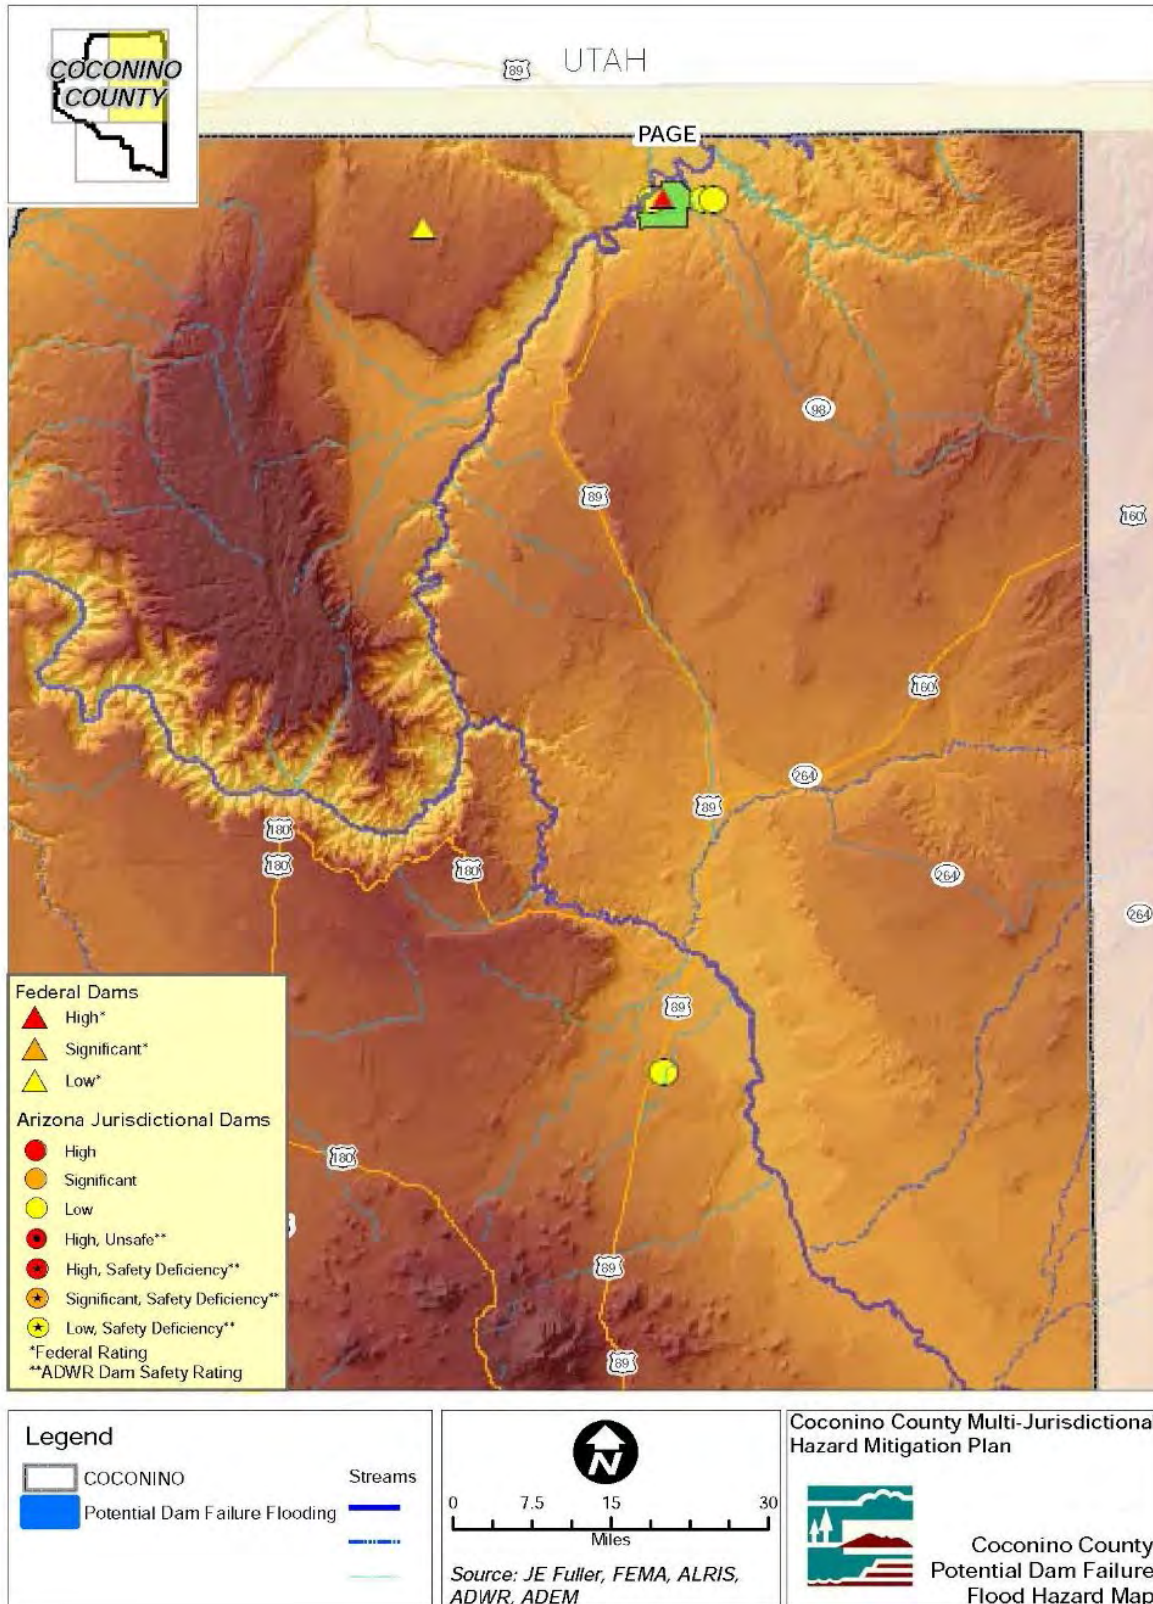 COCONINO
COUNTY
89
UTAH
PAGE
98
89
160
160
264
89
180
180
180
264
264
89
180
89
89
Federal Dams
High*
Significant*
Low*
Arizona Jurisdictional Dams
High
Significant
Low
High, Unsafe**
High, Safety Deficiency**
Significant, Safety Deficiency**
Low, Safety Deficiency**
*Federal Rating
**ADWR Dam Safety Rating
Legend
COCONINO
Potential Dam Failure Flooding
Streams
N
0 7.5 15 30
Miles
Source: JE Fuller, FEMA, ALRIS,
ADWR, ADEM
Coconino County Multi-Jurisdictional
Hazard Mitigation Plan
Coconino County
Potential Dam Failure
Flood Hazard Map